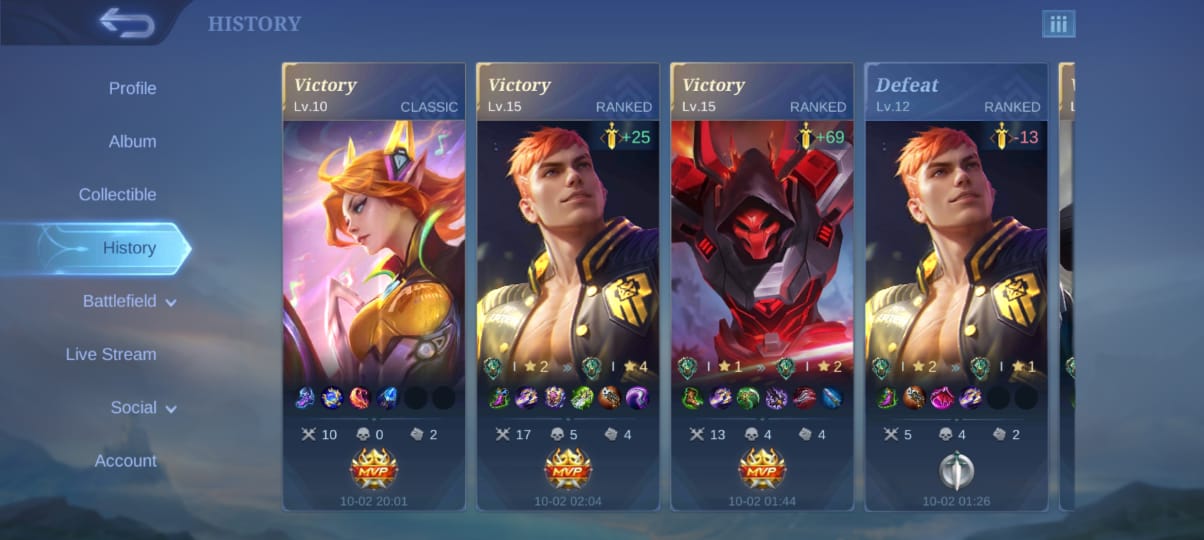 HISTORY
Profile
Album
Collectible
History
Battlefield
Live Stream
Social
Account
Victory
Lv.10
CLASSIC
10
0
2
MVP
10-02 20:01
Victory
Lv.15
RANKED
+25
I ★2 » I ★4
17
5
4
MVP
10-02 02:04
Victory
Lv.15
RANKED
+69
I ★1 » I ★2
13
4
4
MVP
10-02 01:44
Defeat
Lv.12
RANKED
-13
I ★2 » I ★1
5
4
2
10-02 01:26